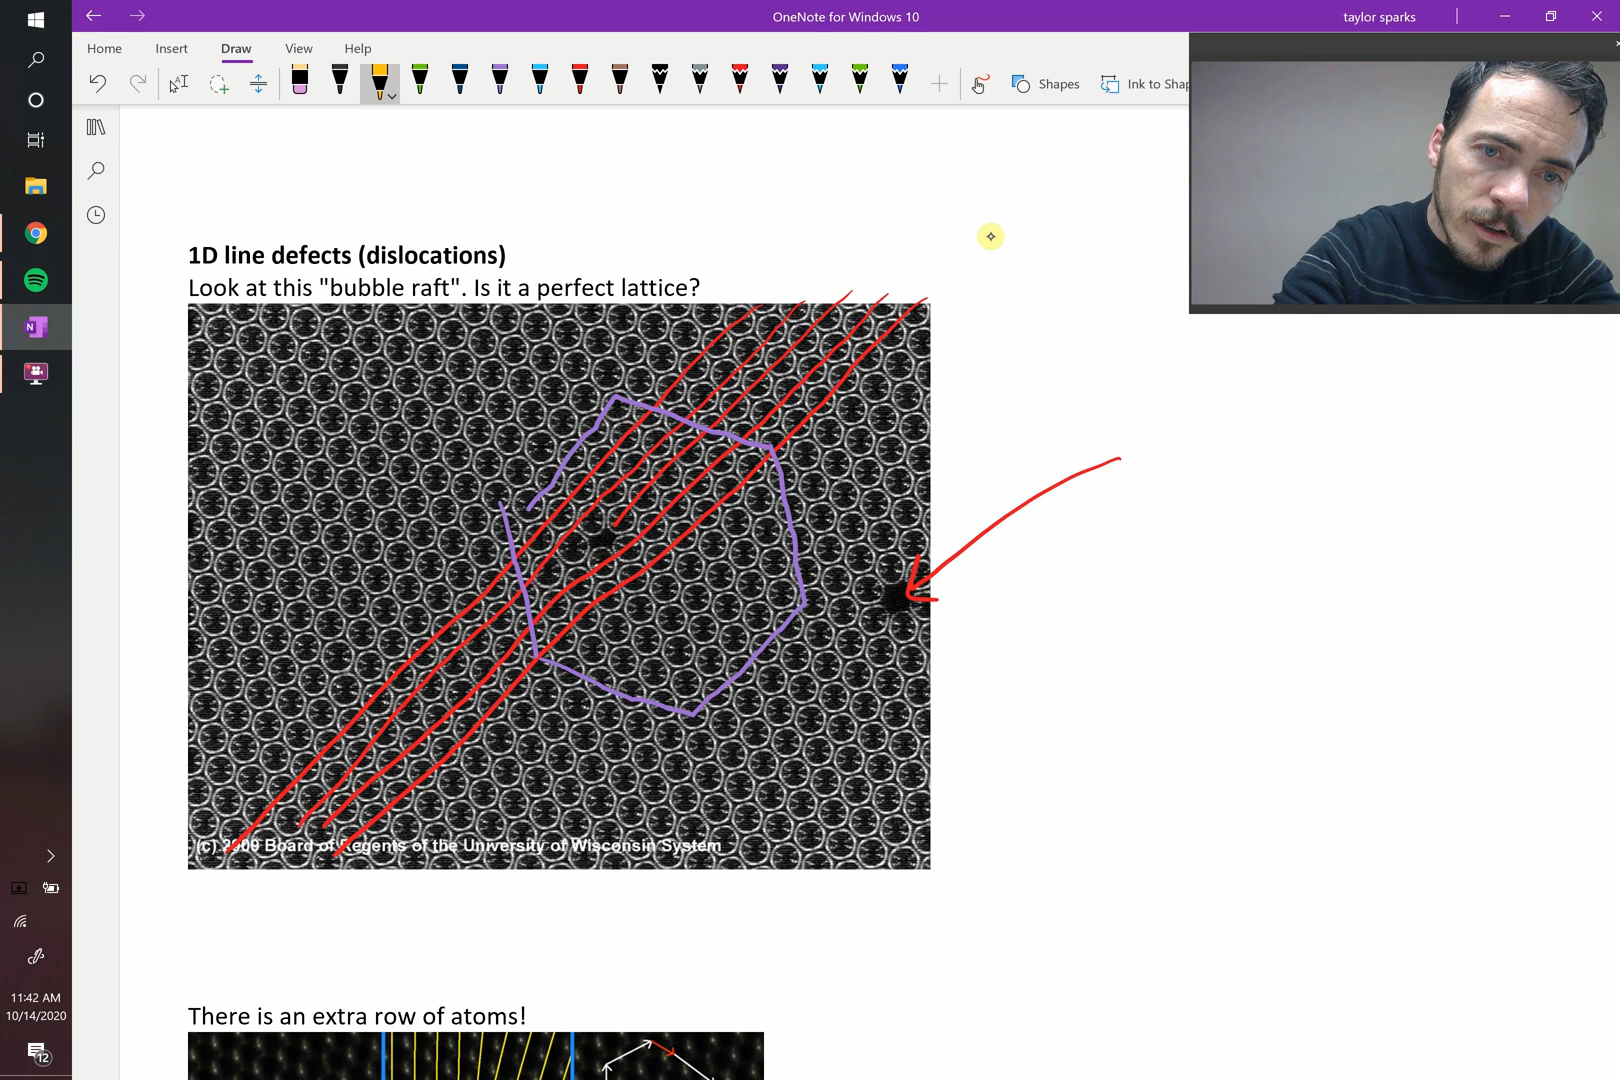 OneNote for Windows 10
taylor sparks
Home Insert Draw View Help
Shapes
Ink to Shap
1D line defects (dislocations)
Look at this "bubble raft". Is it a perfect lattice?
(c) 2000 Board of Regents of the University of Wisconsin System
There is an extra row of atoms!
11:42 AM
10/14/2020
12